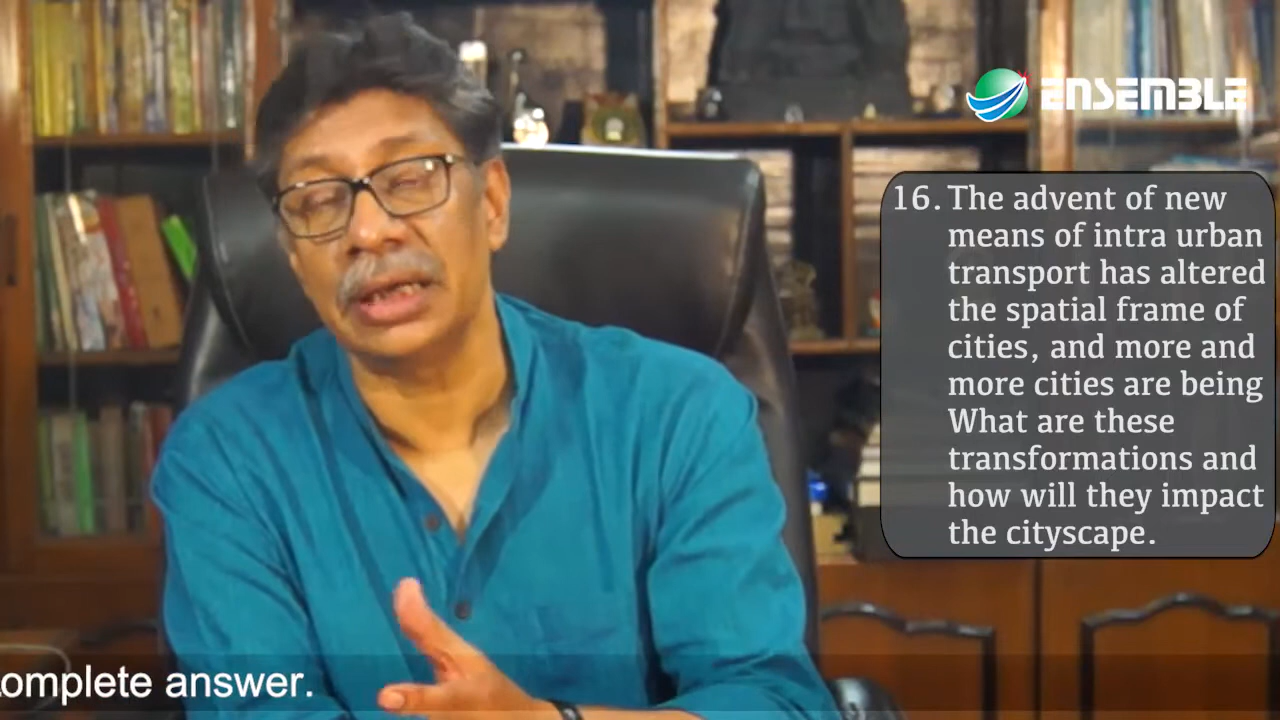 ENSEMBLE
16. The advent of new
means of intra urban
transport has altered
the spatial frame of
cities, and more and
more cities are being
What are these
transformations and
how will they impact
the cityscape.
omplete answer.